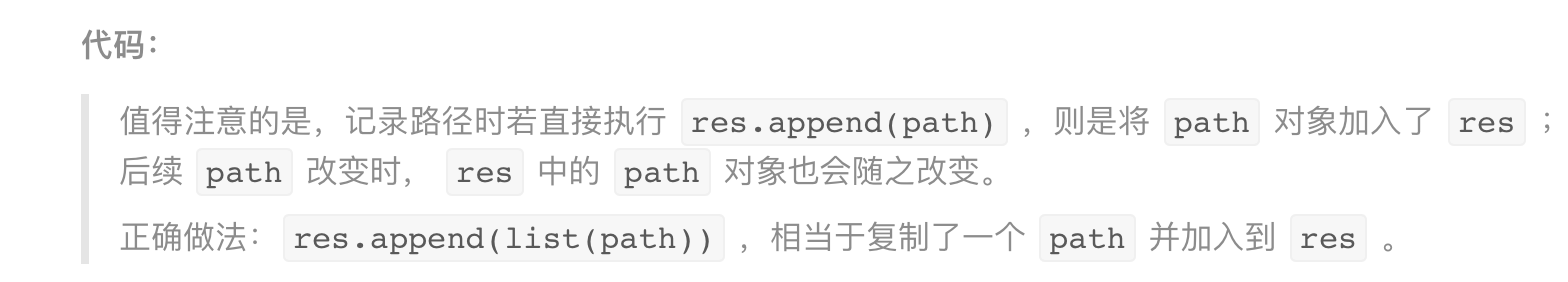 代码：
值得注意的是，记录路径时若直接执行 res.append(path) ，则是将 path 对象加入了 res ；
后续 path 改变时， res 中的 path 对象也会随之改变。
正确做法： res.append(list(path)) ，相当于复制了一个 path 并加入到 res 。